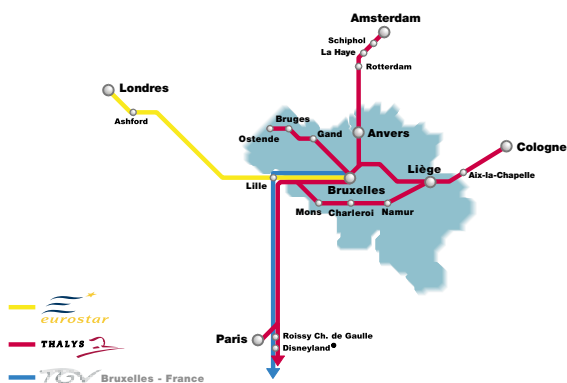 Amsterdam
Schiphol
La Haye
Rotterdam
Londres
Ashford
Bruges
Ostende
Gand
Anvers
Cologne
Liège
Aix-la-Chapelle
Lille
Bruxelles
Mons
Charleroi
Namur
eurostar
Paris
Roissy Ch. de Gaulle
THALYS
Disneyland
TGV Bruxelles - France